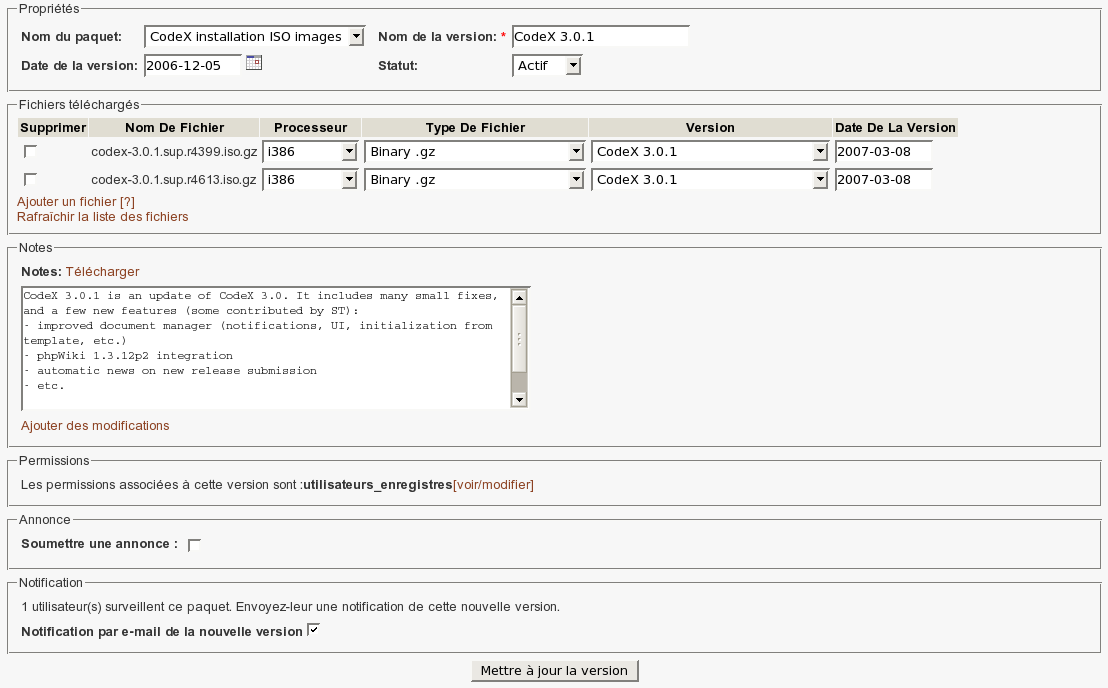 Propriétés
Nom du paquet: CodeX installation ISO images Nom de la version: * CodeX 3.0.1
Date de la version: 2006-12-05 Statut: Actif
Fichiers téléchargés
Supprimer Nom De Fichier Processeur Type De Fichier Version Date De La Version
codex-3.0.1.sup.r4399.iso.gz i386 Binary .gz CodeX 3.0.1 2007-03-08
codex-3.0.1.sup.r4613.iso.gz i386 Binary .gz CodeX 3.0.1 2007-03-08
Ajouter un fichier [?]
Rafraîchir la liste des fichiers
Notes
Notes: Télécharger
CodeX 3.0.1 is an update of CodeX 3.0. It includes many small fixes,
and a few new features (some contributed by ST):
- improved document manager (notifications, UI, initialization from
template, etc.)
- phpWiki 1.3.12p2 integration
- automatic news on new release submission
- etc.
Ajouter des modifications
Permissions
Les permissions associées à cette version sont :utilisateurs_enregistres[voir/modifier]
Annonce
Soumettre une annonce :
Notification
1 utilisateur(s) surveillent ce paquet. Envoyez-leur une notification de cette nouvelle version.
Notification par e-mail de la nouvelle version
Mettre à jour la version